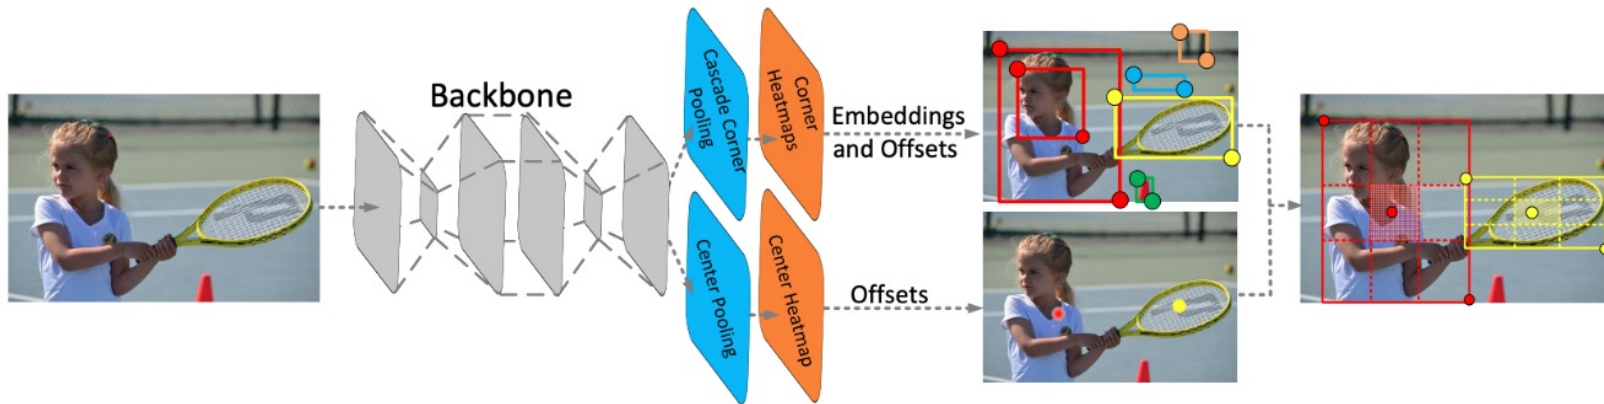 Backbone
Cascade Corner
Pooling
Corner
Heatmaps
Embeddings
and Offsets
Center Pooling
Center Heatmap
Offsets